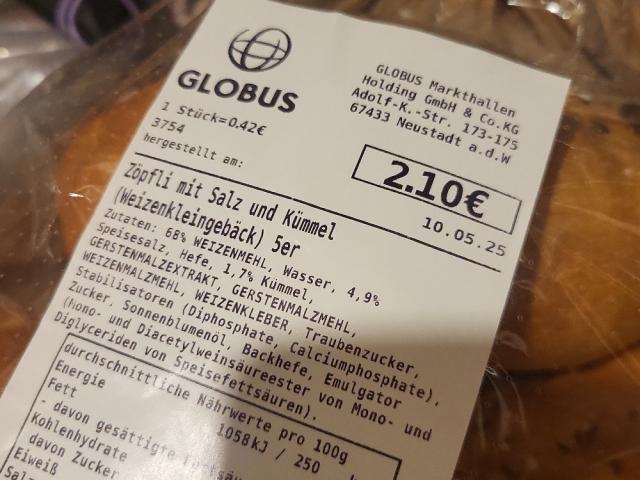 GLOBUS
GLOBUS Markthallen
Holding GmbH & Co.KG
Adolf-K.-Str. 173-175
67433 Neustadt a.d.W
1 Stück=0.42€
3754
hergestellt am:
2.10€
10.05.25
Zöpfli mit Salz und Kümmel
(Weizenkleingebäck) 5er
Zutaten: 68% WEIZENMEHL, Wasser, 4,9%
Speisesalz, Hefe, 1,7% Kümmel,
GERSTENMALZEXTRAKT, GERSTENMALZMEHL,
WEIZENMALZMEHL, WEIZENKLEBER, Traubenzucker,
Stabilisatoren (Diphosphate, Calciumphosphate),
Zucker, Sonnenblumenöl, Backhefe, Emulgator
(Mono- und Diacetylweinsäureester von Mono- und
Diglyceriden von Speisefettsäuren).
durchschnittliche Nährwerte pro 100g
Energie 1058kJ / 250
Fett
- davon gesättigte
Kohlenhydrate
davon Zucker
Eiweiß
Salz